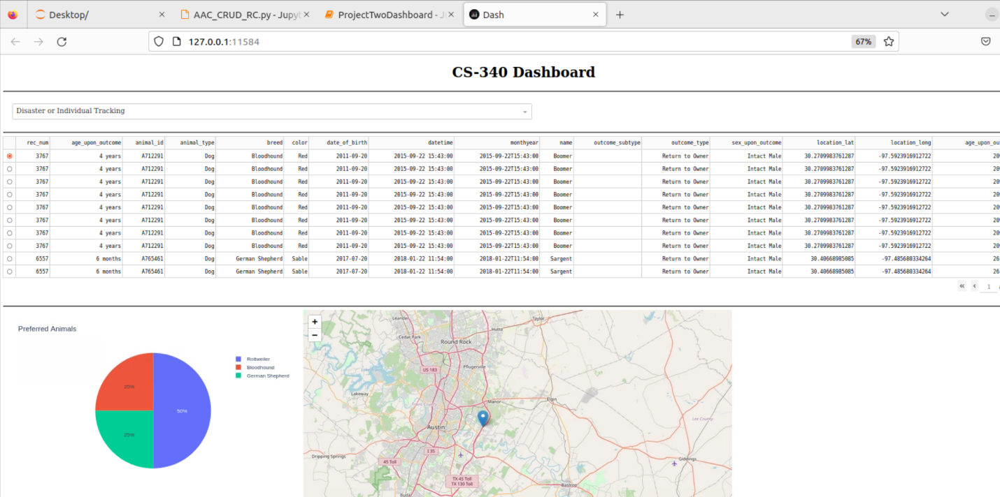 Desktop/ AAC_CRUD_RC.py - Jupyt ProjectTwoDashboard - J Dash
127.0.0.1:11584 67%
CS-340 Dashboard
Disaster or Individual Tracking
rec_num age_upon_outcome animal_id animal_type breed color date_of_birth datetime monthyear name outcome_subtype outcome_type sex_upon_outcome location_lat location_long age_upon_ou
3767 4 years A712291 Dog Bloodhound Red 2011-09-20 2015-09-22 15:43:00 2015-09-22T15:43:00 Boomer Return to Owner Intact Male 30.2709983761287 -97.5923916912722 20
3767 4 years A712291 Dog Bloodhound Red 2011-09-20 2015-09-22 15:43:00 2015-09-22T15:43:00 Boomer Return to Owner Intact Male 30.2709983761287 -97.5923916912722 20
3767 4 years A712291 Dog Bloodhound Red 2011-09-20 2015-09-22 15:43:00 2015-09-22T15:43:00 Boomer Return to Owner Intact Male 30.2709983761287 -97.5923916912722 20
3767 4 years A712291 Dog Bloodhound Red 2011-09-20 2015-09-22 15:43:00 2015-09-22T15:43:00 Boomer Return to Owner Intact Male 30.2709983761287 -97.5923916912722 20
3767 4 years A712291 Dog Bloodhound Red 2011-09-20 2015-09-22 15:43:00 2015-09-22T15:43:00 Boomer Return to Owner Intact Male 30.2709983761287 -97.5923916912722 20
3767 4 years A712291 Dog Bloodhound Red 2011-09-20 2015-09-22 15:43:00 2015-09-22T15:43:00 Boomer Return to Owner Intact Male 30.2709983761287 -97.5923916912722 20
3767 4 years A712291 Dog Bloodhound Red 2011-09-20 2015-09-22 15:43:00 2015-09-22T15:43:00 Boomer Return to Owner Intact Male 30.2709983761287 -97.5923916912722 20
3767 4 years A712291 Dog Bloodhound Red 2011-09-20 2015-09-22 15:43:00 2015-09-22T15:43:00 Boomer Return to Owner Intact Male 30.2709983761287 -97.5923916912722 20
6557 6 months A765461 Dog German Shepherd Sable 2017-07-20 2018-01-22 11:54:00 2018-01-22T11:54:00 Sargent Return to Owner Intact Male 30.40668985085 -97.485680334264 26
6557 6 months A765461 Dog German Shepherd Sable 2017-07-20 2018-01-22 11:54:00 2018-01-22T11:54:00 Sargent Return to Owner Intact Male 30.40668985085 -97.485680334264 26
« ‹ 1
Preferred Animals
Rottweiler
Bloodhound
German Shepherd
25%
50%
25%
+
−
Leander
Taylor
Hutto
Cedar Park
Round Rock
US 183
Pflugerville
Lakeway
Travis County
Manor
Elgin
Lee County
Austin
I 35
Dripping Springs
45 Toll
Giddings
TX 45 Toll
TX 130 Toll
Bastrop
Buda